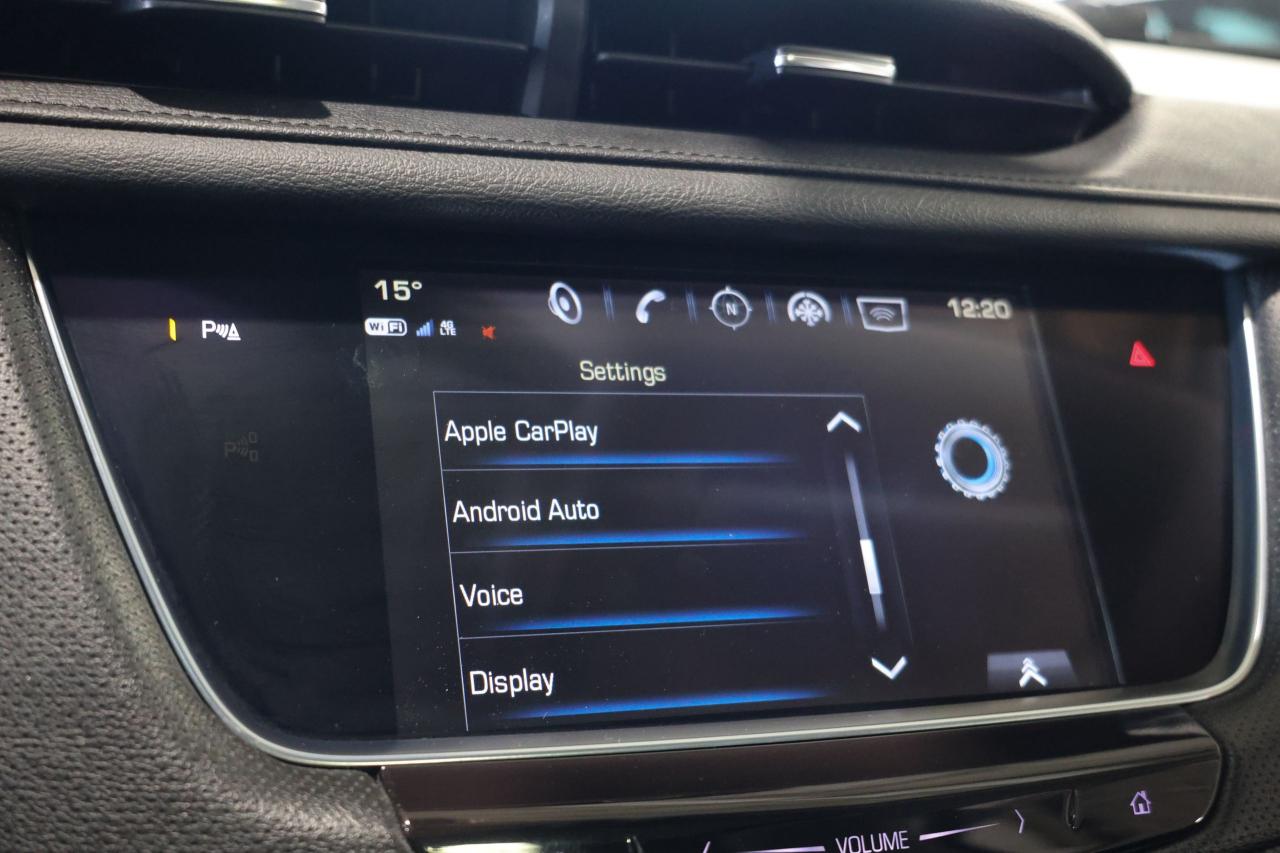 15°
12:20
WiFi
4G
LTE
N
P
P
Settings
Apple CarPlay
Android Auto
Voice
Display
VOLUME